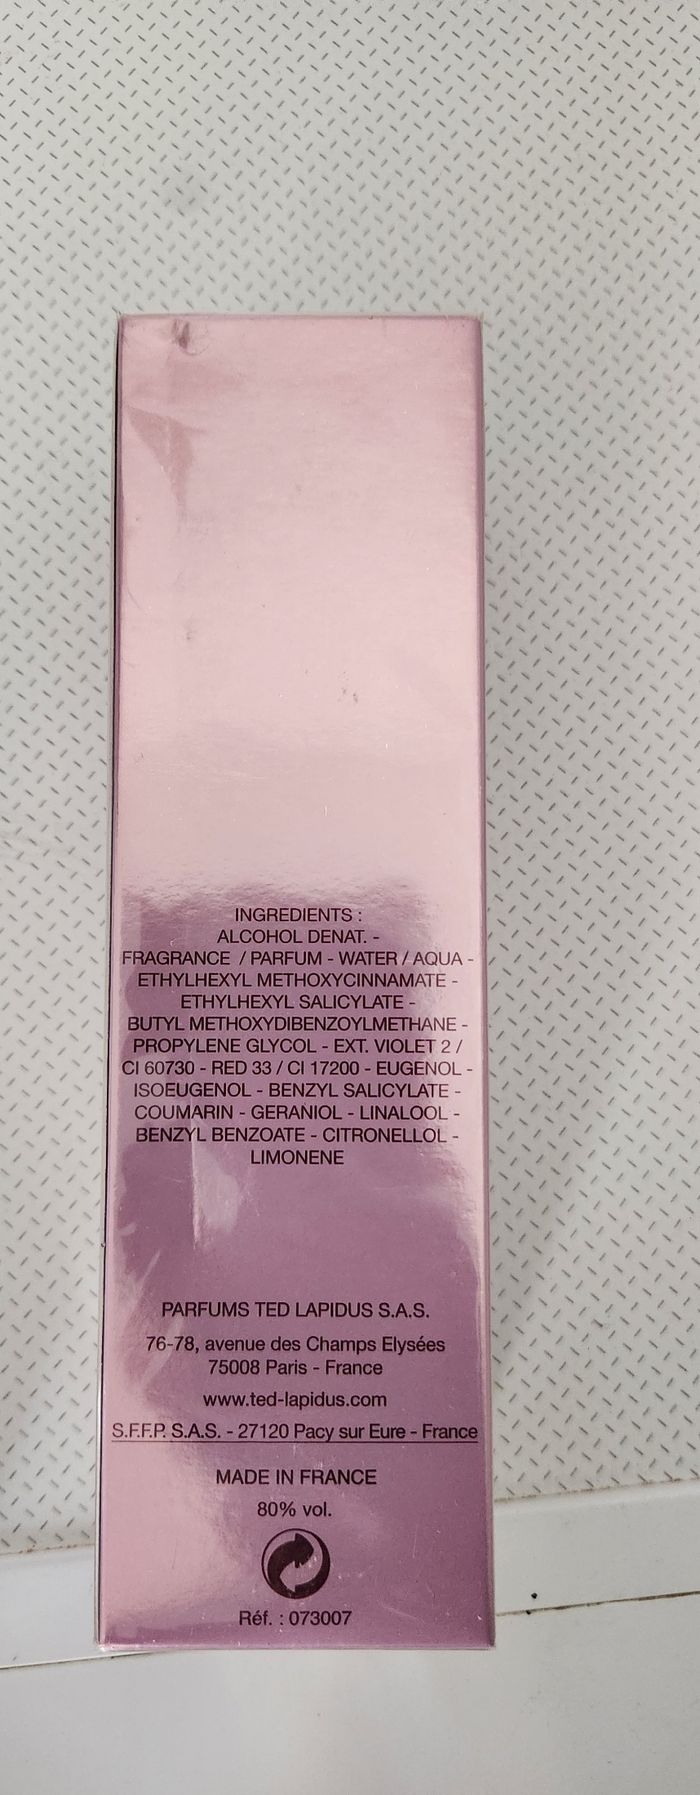 INGREDIENTS :
ALCOHOL DENAT. -
FRAGRANCE / PARFUM - WATER / AQUA -
ETHYLHEXYL METHOXYCINNAMATE -
ETHYLHEXYL SALICYLATE -
BUTYL METHOXYDIBENZOYLMETHANE -
PROPYLENE GLYCOL - EXT. VIOLET 2 /
CI 60730 - RED 33 / CI 17200 - EUGENOL -
ISOEUGENOL - BENZYL SALICYLATE -
COUMARIN - GERANIOL - LINALOOL -
BENZYL BENZOATE - CITRONELLOL -
LIMONENE
PARFUMS TED LAPIDUS S.A.S.
76-78, avenue des Champs Elysées
75008 Paris - France
www.ted-lapidus.com
S.F.F.P. S.A.S. - 27120 Pacy sur Eure - France
MADE IN FRANCE
80% vol.
Réf. : 073007